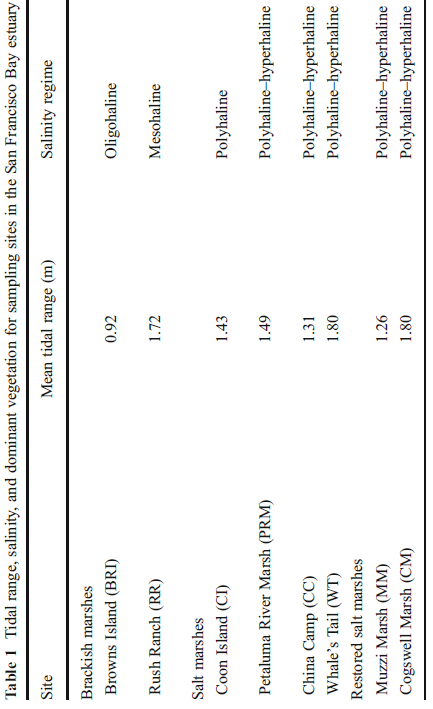 Table 1 Tidal range, salinity, and dominant vegetation for sampling sites in the San Francisco Bay estuary
Site Mean tidal range (m) Salinity regime
Brackish marshes
Browns Island (BRI) 0.92 Oligohaline
Rush Ranch (RR) 1.72 Mesohaline
Salt marshes
Coon Island (CI) 1.43 Polyhaline
Petaluma River Marsh (PRM) 1.49 Polyhaline–hyperhaline
China Camp (CC) 1.31 Polyhaline–hyperhaline
Whale's Tail (WT) 1.80 Polyhaline–hyperhaline
Restored salt marshes
Muzzi Marsh (MM) 1.26 Polyhaline–hyperhaline
Cogswell Marsh (CM) 1.80 Polyhaline–hyperhaline